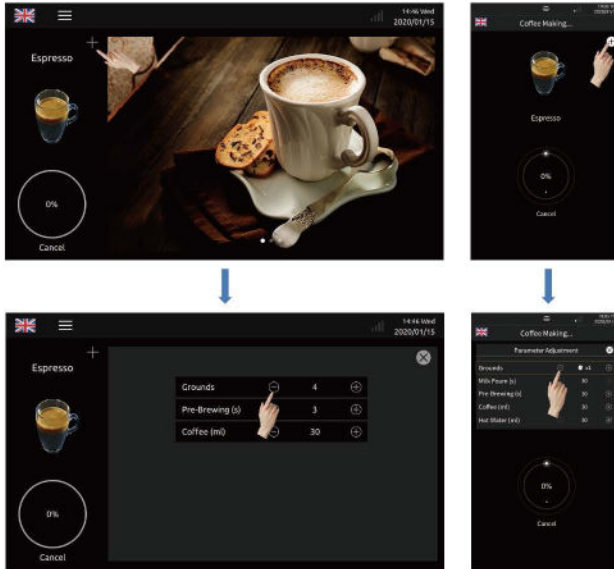 14:46 Wed
2020/01/15
Espresso
0%
Cancel
Coffee Making...
Espresso
0%
Cancel
14:46 Wed
2020/01/15
Espresso
Grounds 4
Pre-Brewing (s) 3
Coffee (ml) 30
0%
Cancel
Coffee Making...
Parameter Adjustment
Grounds x1
Milk Foam (s) 30
Pre-Brewing (s) 30
Coffee (ml) 30
Hot Water (ml) 30
0%
Cancel